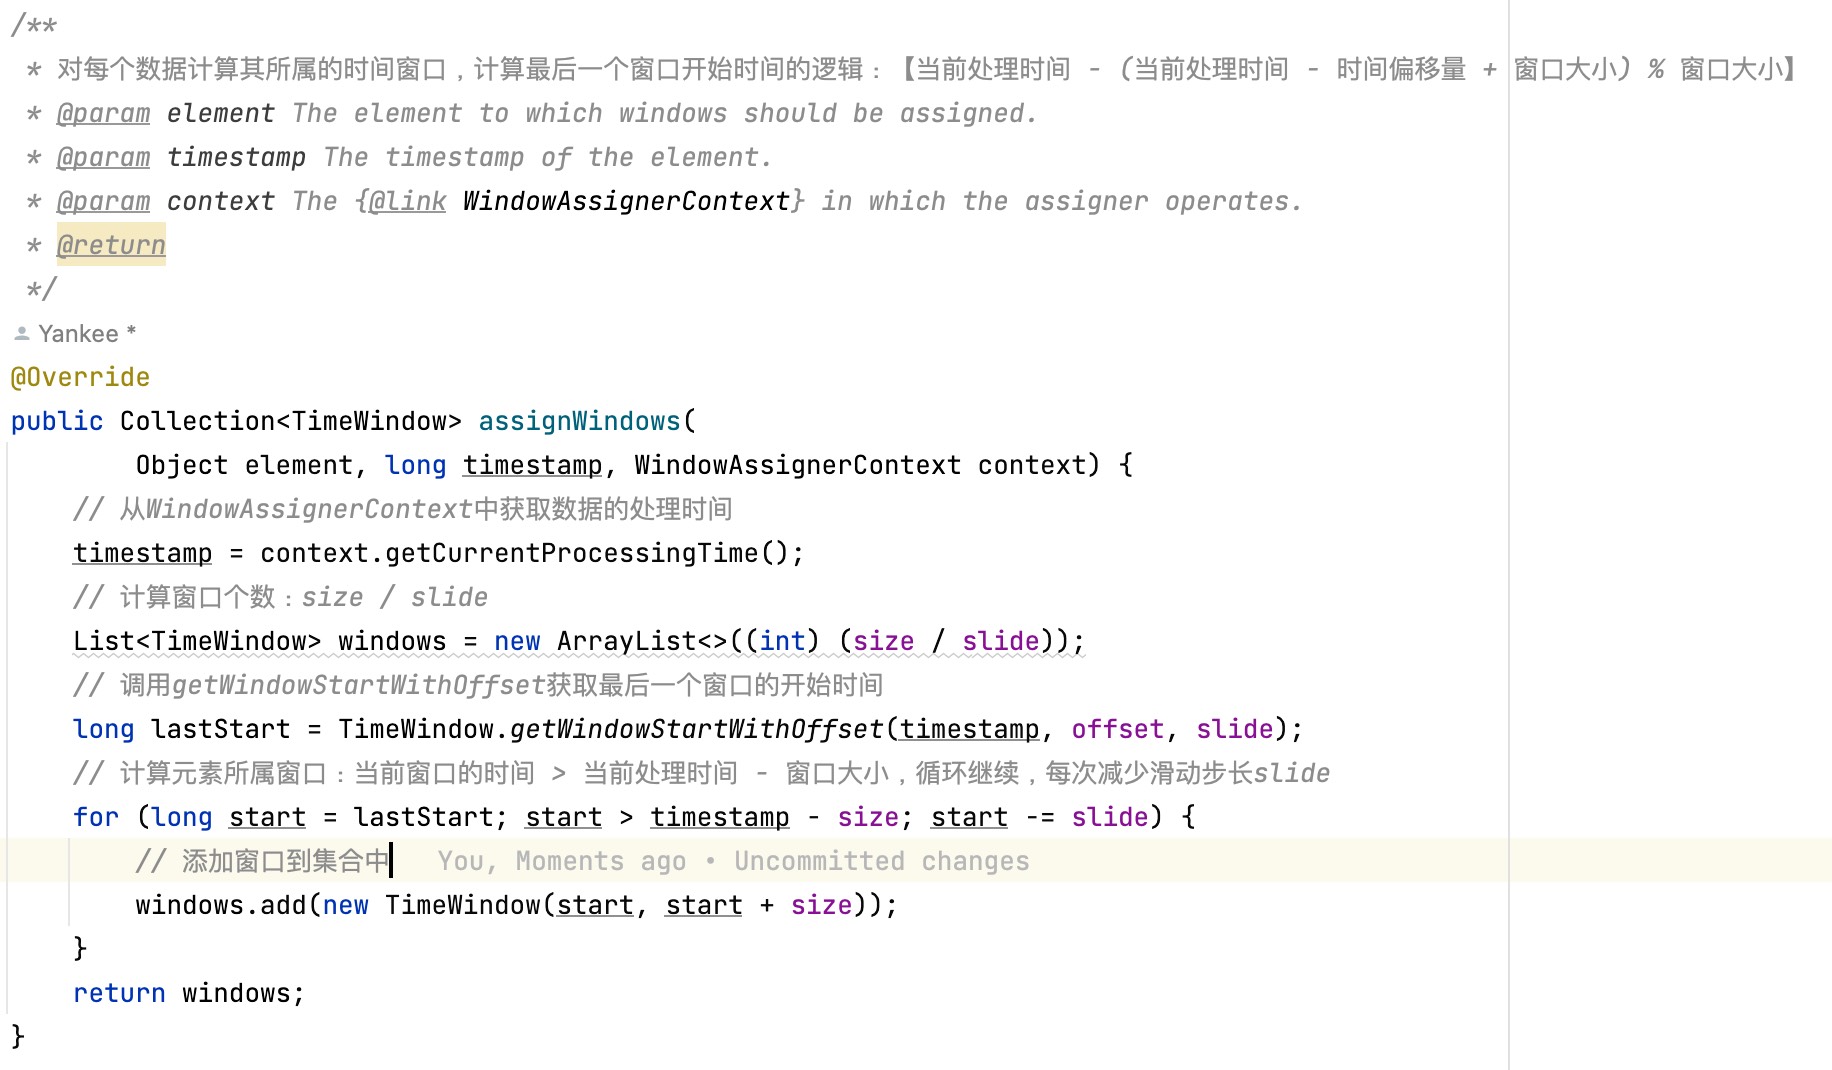 /**
 * 对每个数据计算其所属的时间窗口，计算最后一个窗口开始时间的逻辑：【当前处理时间 - (当前处理时间 - 时间偏移量 + 窗口大小) % 窗口大小】
 * @param element The element to which windows should be assigned.
 * @param timestamp The timestamp of the element.
 * @param context The {@link WindowAssignerContext} in which the assigner operates.
 * @return
 */
Yankee *
@Override
public Collection<TimeWindow> assignWindows(
        Object element, long timestamp, WindowAssignerContext context) {
    // 从WindowAssignerContext中获取数据的处理时间
    timestamp = context.getCurrentProcessingTime();
    // 计算窗口个数：size / slide
    List<TimeWindow> windows = new ArrayList<>((int) (size / slide));
    // 调用getWindowStartWithOffset获取最后一个窗口的开始时间
    long lastStart = TimeWindow.getWindowStartWithOffset(timestamp, offset, slide);
    // 计算元素所属窗口：当前窗口的时间 > 当前处理时间 - 窗口大小，循环继续，每次减少滑动步长slide
    for (long start = lastStart; start > timestamp - size; start -= slide) {
        // 添加窗口到集合中 You, Moments ago • Uncommitted changes
        windows.add(new TimeWindow(start, start + size));
    }
    return windows;
}